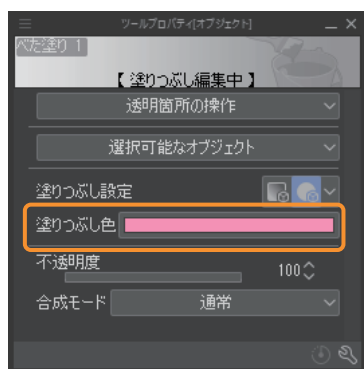 ツールプロパティ[オブジェクト]
べた塗り 1
【 塗りつぶし編集中 】
透明箇所の操作
選択可能なオブジェクト
塗りつぶし設定
塗りつぶし色
不透明度 100
合成モード 通常